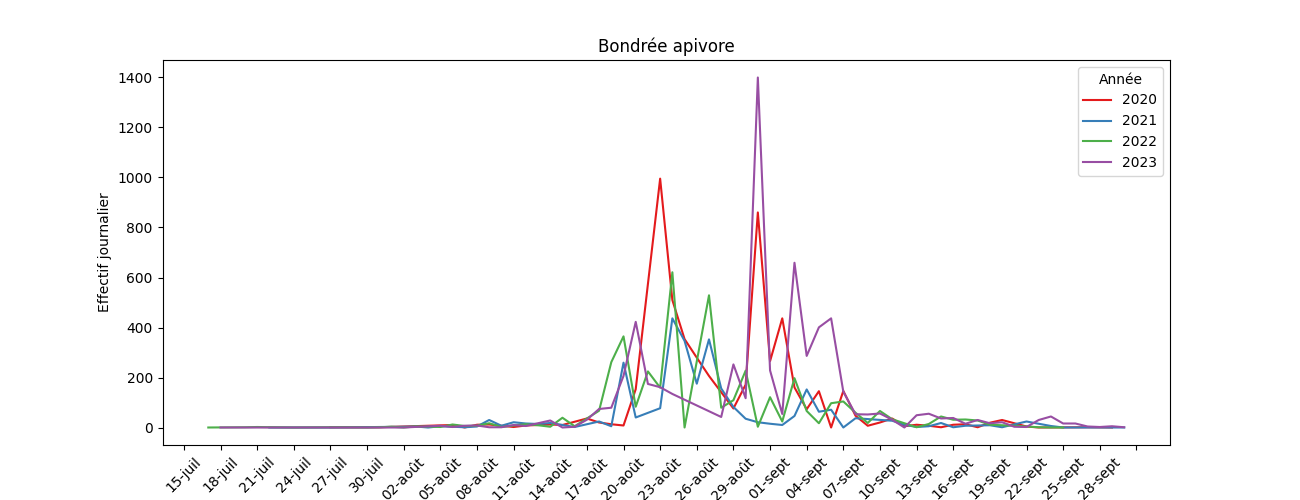 Bondrée apivore
Effectif journalier
1400
1200
1000
800
600
400
200
0
Année
2020
2021
2022
2023
15-juil
18-juil
21-juil
24-juil
27-juil
30-juil
02-août
05-août
08-août
11-août
14-août
17-août
20-août
23-août
26-août
29-août
01-sept
04-sept
07-sept
10-sept
13-sept
16-sept
19-sept
22-sept
25-sept
28-sept